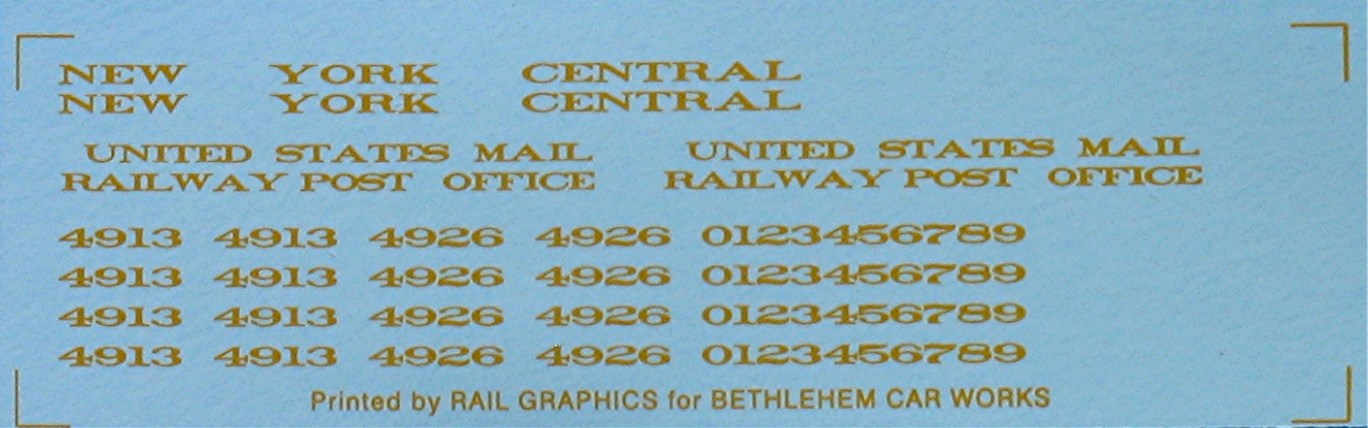 NEW YORK CENTRAL
NEW YORK CENTRAL
UNITED STATES MAIL UNITED STATES MAIL
RAILWAY POST OFFICE RAILWAY POST OFFICE
4913 4913 4926 4926 0123456789
4913 4913 4926 4926 0123456789
4913 4913 4926 4926 0123456789
4913 4913 4926 4926 0123456789
Printed by RAIL GRAPHICS for BETHLEHEM CAR WORKS